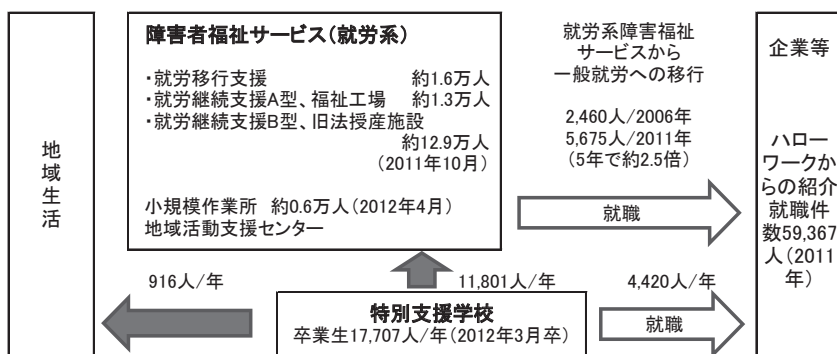 地
域
生
活
障害者福祉サービス(就労系)
・就労移行支援 約1.6万人
・就労継続支援A型、福祉工場 約1.3万人
・就労継続支援B型、旧法授産施設
約12.9万人
(2011年10月)
小規模作業所 約0.6万人(2012年4月)
地域活動支援センター
就労系障害福祉
サービスから
一般就労への移行
2,460人/2006年
5,675人/2011年
(5年で約2.5倍)
就職
企業等
ハロー
ワークか
らの紹介
就職件
数59,367
人(2011
年)
916人/年
11,801人/年
4,420人/年
特別支援学校
卒業生17,707人/年(2012年3月卒)
就職